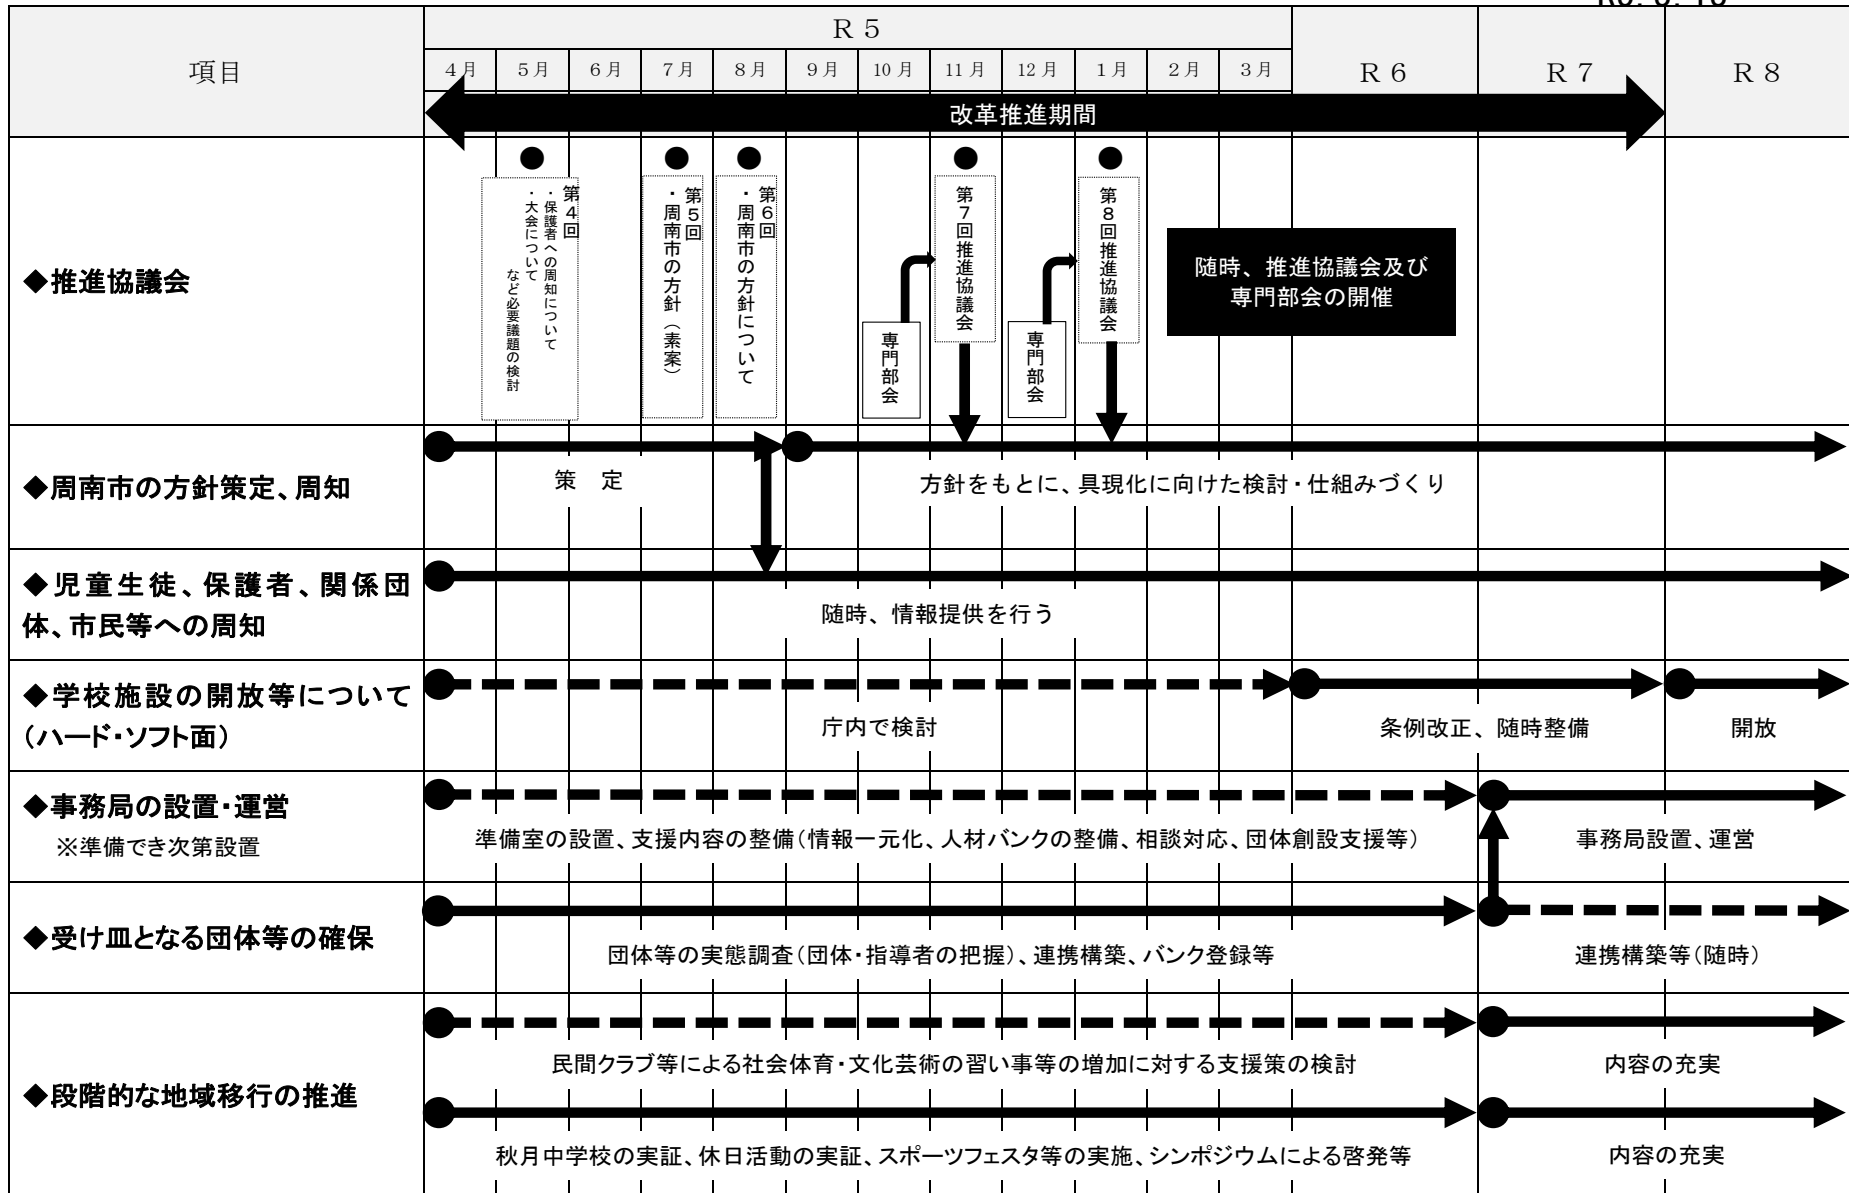 項目
R 5
4月 5月 6月 7月 8月 9月 10月 11月 12月 1月 2月 3月
R 6
R 7
R 8
改革推進期間
◆推進協議会
第4回
・保護者への周知について
・大会について
など必要議題の検討
第5回
・周南市の方針（素案）
第6回
・周南市の方針について
専門部会
第7回推進協議会
専門部会
第8回推進協議会
随時、推進協議会及び
専門部会の開催
◆周南市の方針策定、周知
策 定
方針をもとに、具現化に向けた検討・仕組みづくり
◆児童生徒、保護者、関係団
体、市民等への周知
随時、情報提供を行う
◆学校施設の開放等について
（ハード・ソフト面）
庁内で検討
条例改正、随時整備
開放
◆事務局の設置・運営
※準備でき次第設置
準備室の設置、支援内容の整備（情報一元化、人材バンクの整備、相談対応、団体創設支援等）
事務局設置、運営
◆受け皿となる団体等の確保
団体等の実態調査（団体・指導者の把握）、連携構築、バンク登録等
連携構築等（随時）
◆段階的な地域移行の推進
民間クラブ等による社会体育・文化芸術の習い事等の増加に対する支援策の検討
内容の充実
秋月中学校の実証、休日活動の実証、スポーツフェスタ等の実施、シンポジウムによる啓発等
内容の充実